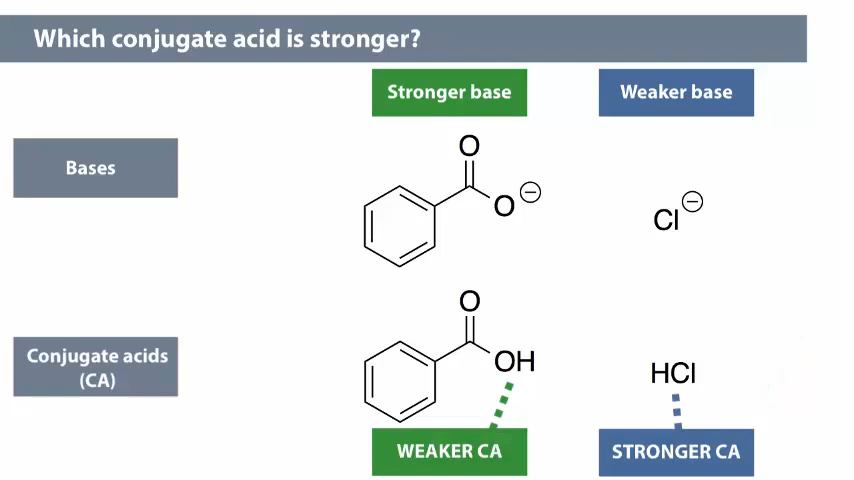 Which conjugate acid is stronger?
Stronger base
Weaker base
Bases
O
O ⊖
Cl ⊖
Conjugate acids
(CA)
O
OH
HCl
WEAKER CA
STRONGER CA